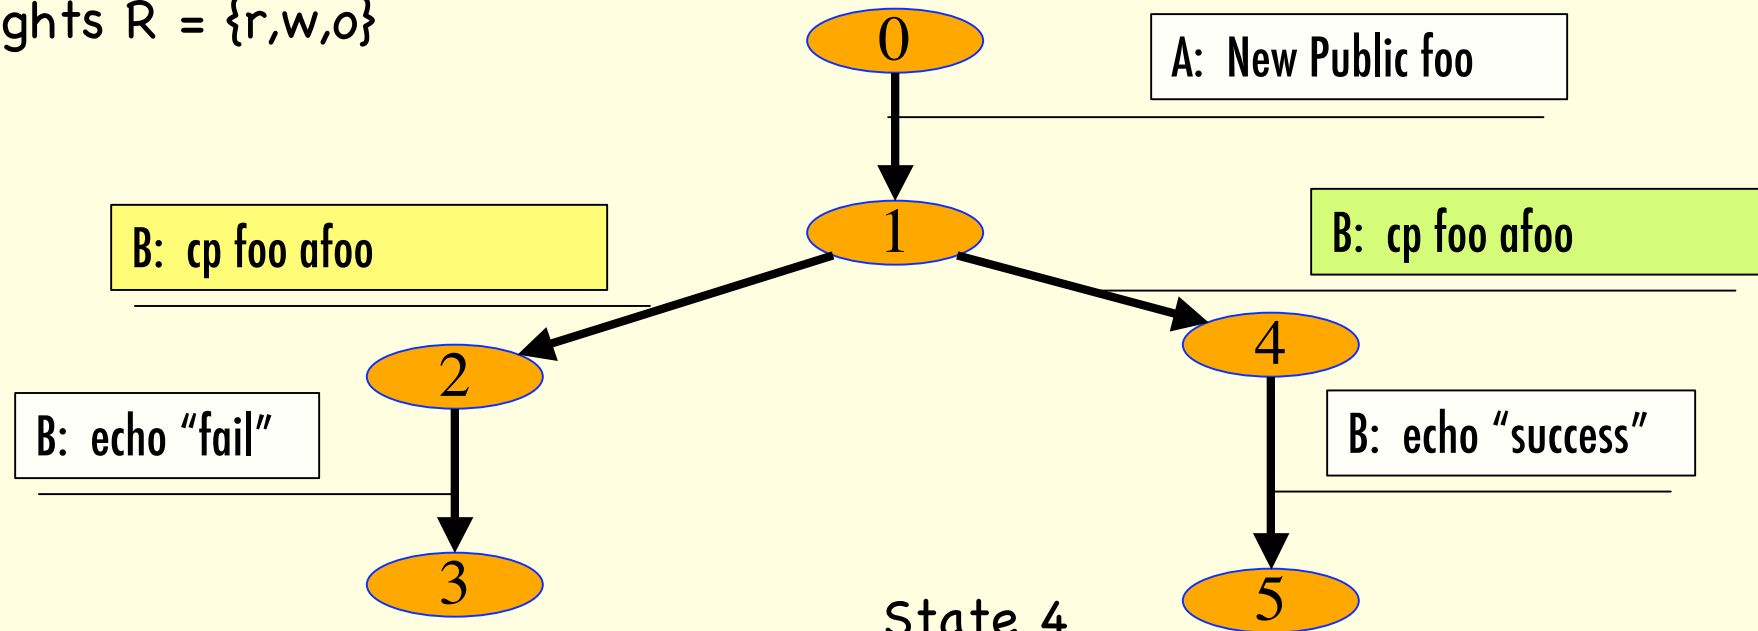 ghts R = {r,w,o}
0
A: New Public foo
1
B: cp foo afoo
B: cp foo afoo
2
4
B: echo “fail”
B: echo “success”
3
5
State 4